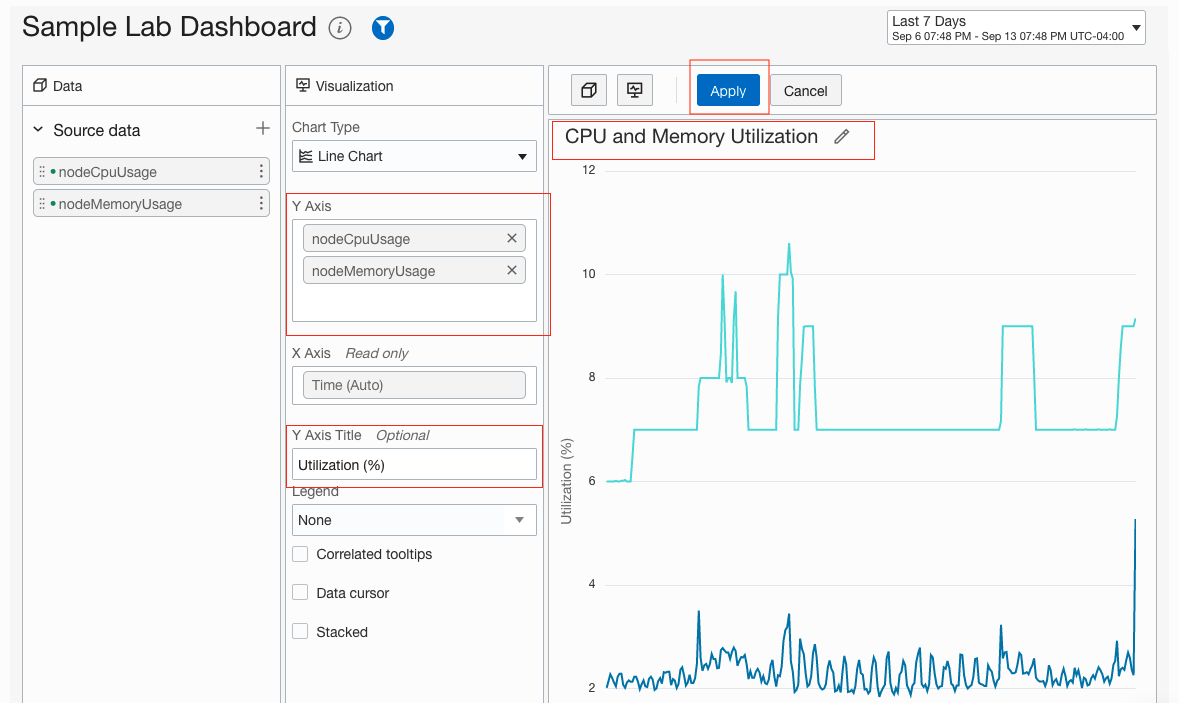 Sample Lab Dashboard
i
Last 7 Days
Sep 6 07:48 PM - Sep 13 07:48 PM UTC-04:00
Data
Source data
nodeCpuUsage
nodeMemoryUsage
Visualization
Chart Type
Line Chart
Y Axis
nodeCpuUsage
nodeMemoryUsage
X Axis Read only
Time (Auto)
Y Axis Title Optional
Utilization (%)
Legend
None
Correlated tooltips
Data cursor
Stacked
Apply Cancel
CPU and Memory Utilization
12
10
8
6
4
2
Utilization (%)